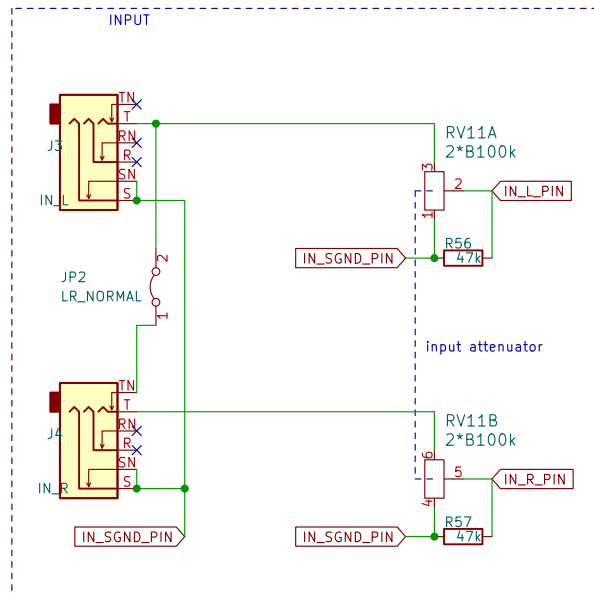 INPUT
TN
T
RN
R
SN
S
J3
IN_L
RV11A
2*B100k
3
2
1
IN_L_PIN
R56
47k
IN_SGND_PIN
JP2
LR_NORMAL
2
1
input attenuator
TN
T
RN
R
SN
S
J4
IN_R
RV11B
2*B100k
6
5
4
IN_R_PIN
R57
47k
IN_SGND_PIN
IN_SGND_PIN